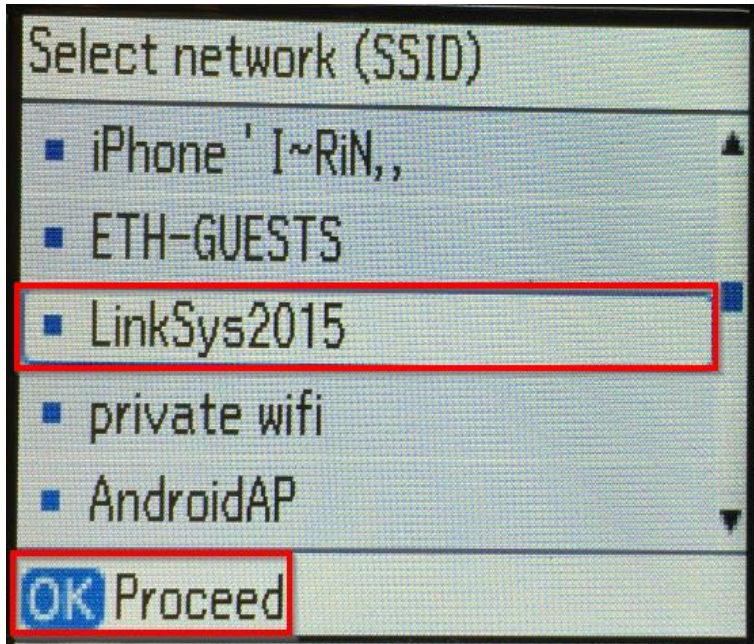 Select network (SSID)
iPhone ' I~RiN,,
ETH-GUESTS
LinkSys2015
private wifi
AndroidAP
OK Proceed